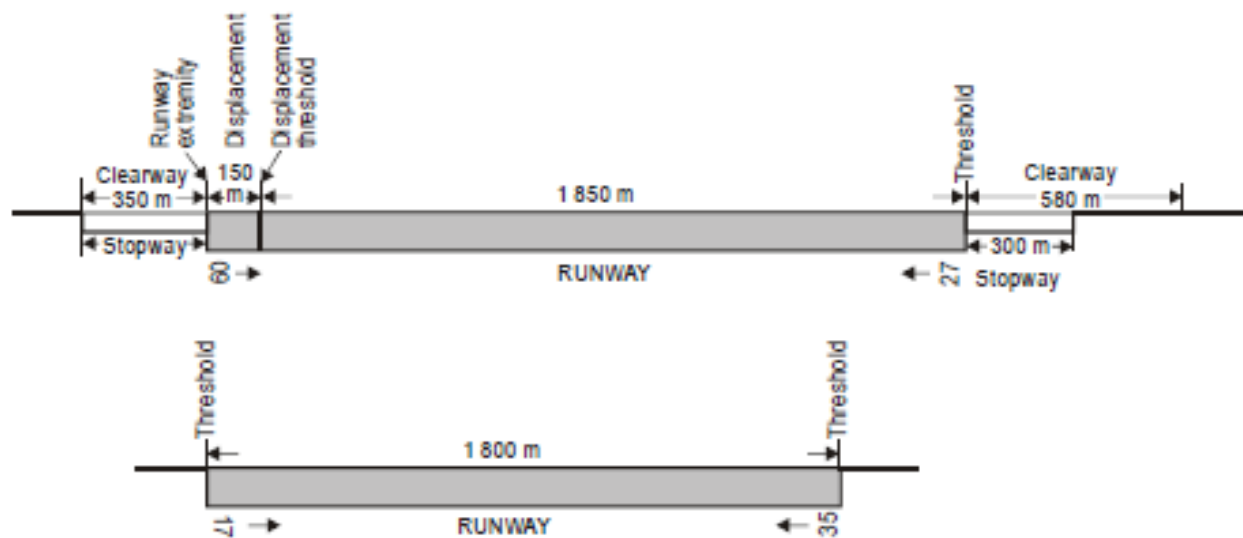 Runway
extremity
Displacement
Displacement
threshold
Threshold
Clearway
350 m
150
m
1 850 m
Clearway
580 m
Stopway
300 m
Stopway
09
RUNWAY
27
Threshold
Threshold
1 800 m
17
RUNWAY
35